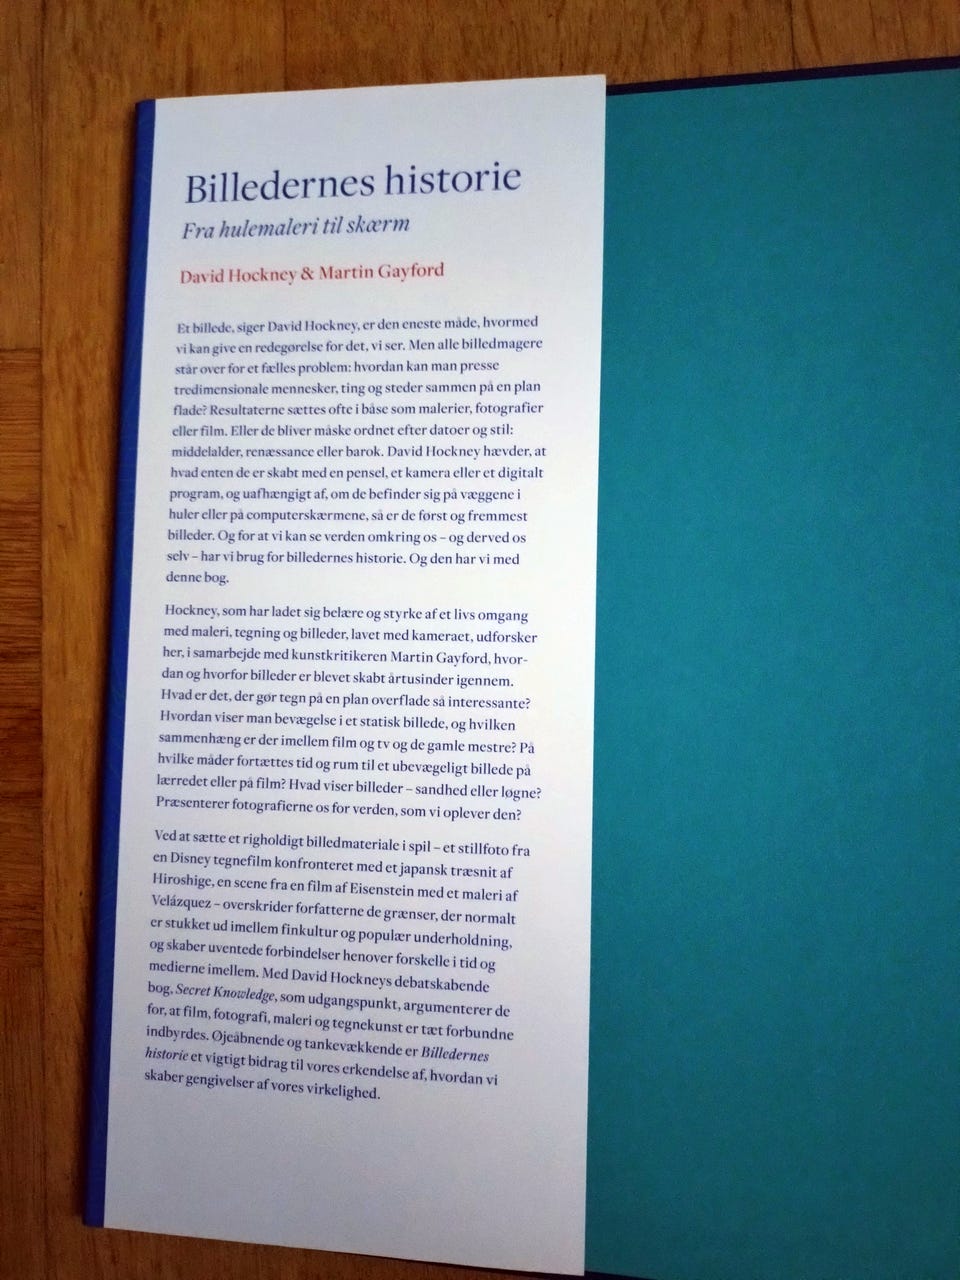 Billedernes historie
Fra hulemaleri til skærm
David Hockney & Martin Gayford
Et billede, siger David Hockney, er den eneste måde, hvormed
vi kan give en redegørelse for det, vi ser. Men alle billedmagere
står over for et fælles problem: hvordan kan man presse
tredimensionale mennesker, ting og steder sammen på en plan
flade? Resultaterne sættes ofte i båse som malerier, fotografier
eller film. Eller de bliver måske ordnet efter datoer og stil:
middelalder, renæssance eller barok. David Hockney hævder, at
hvad enten de er skabt med en pensel, et kamera eller et digitalt
program, og uafhængigt af, om de befinder sig på væggene i
huler eller på computerskærmene, så er de først og fremmest
billeder. Og for at vi kan se verden omkring os – og derved os
selv – har vi brug for billedernes historie. Og den har vi med
denne bog.
Hockney, som har ladet sig belære og styrke af et livs omgang
med maleri, tegning og billeder, lavet med kameraet, udforsker
her, i samarbejde med kunstkritikeren Martin Gayford, hvor-
dan og hvorfor billeder er blevet skabt årtusinder igennem.
Hvad er det, der gør tegn på en plan overflade så interessante?
Hvordan viser man bevægelse i et statisk billede, og hvilken
sammenhæng er der imellem film og tv og de gamle mestre? På
hvilke måder fortættes tid og rum til et ubevægeligt billede på
lærredet eller på film? Hvad viser billeder – sandhed eller løgne?
Præsenterer fotografierne os for verden, som vi oplever den?
Ved at sætte et righoldigt billedmateriale i spil – et stillfoto fra
en Disney tegnefilm konfronteret med et japansk træsnit af
Hiroshige, en scene fra en film af Eisenstein med et maleri af
Velázquez – overskrider forfatterne de grænser, der normalt
er stukket ud imellem finkultur og populær underholdning,
og skaber uventede forbindelser henover forskelle i tid og
medierne imellem. Med David Hockneys debatskabende
bog, Secret Knowledge, som udgangspunkt, argumenterer de
for, at film, fotografi, maleri og tegnekunst er tæt forbundne
indbyrdes. Øjeåbnende og tankevækkende er Billedernes
historie et vigtigt bidrag til vores erkendelse af, hvordan vi
skaber gengivelser af vores virkelighed.